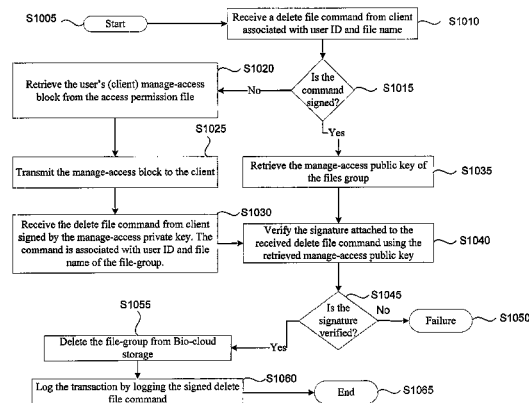 S1005
Start
Receive a delete file command from client
associated with user ID and file name
S1010
S1020
Retrieve the user's (client) manage-access
block from the access permission file
No
Is the
command
signed?
S1015
Yes
S1025
Transmit the manage-access block to the client
Retrieve the manage-access public key of
the files group
S1035
S1030
Receive the delete file command from client
signed by the manage-access private key. The
command is associated with user ID and file
name of the file-group.
Verify the signature attached to the
received delete file command using the
retrieved manage-access public key
S1040
S1045
Is the
signature
verified?
No
Failure
S1050
S1055
Yes
Delete the file-group from Bio-cloud
storage
S1060
Log the transaction by logging the signed delete
file command
End
S1065